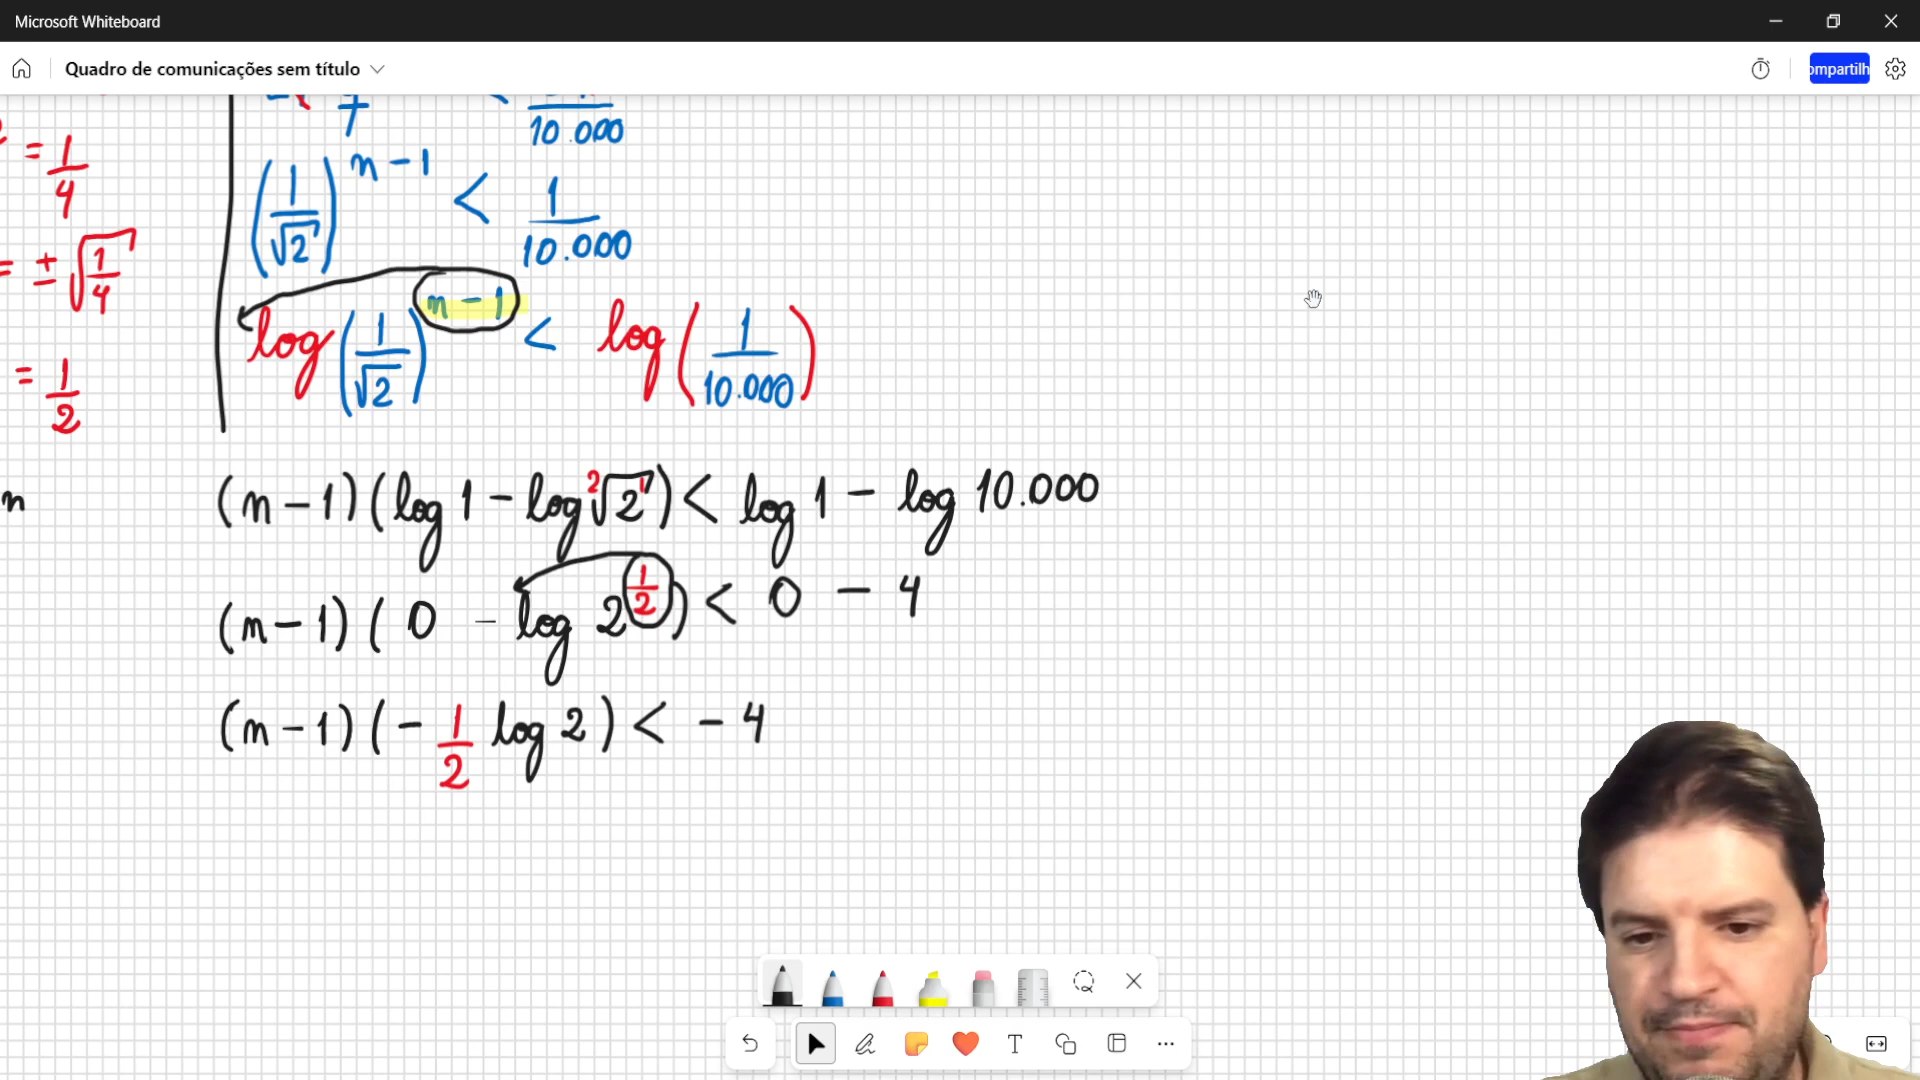 Microsoft Whiteboard
Quadro de comunicações sem título
ompartilh
= 1/4
10.000
(1/√2)^(n-1) < 1/10.000
= ± √(1/4)
log (1/√2)^(n-1) < log (1/10.000)
= 1/2
n
(n-1)(log 1 - log ²√2¹) < log 1 - log 10.000
(n-1)( 0 - log 2^(1/2)) < 0 - 4
(n-1)(- 1/2 log 2) < - 4